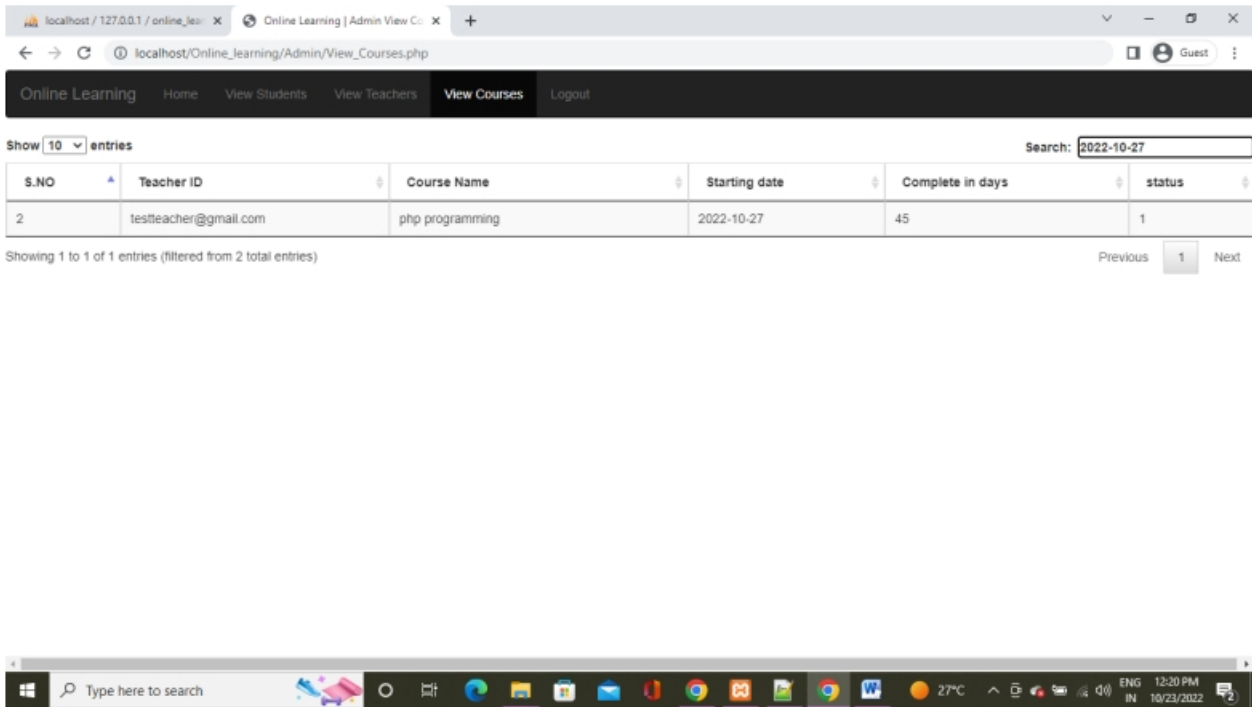 localhost / 127.0.0.1 / online_lea
Online Learning | Admin View Co
localhost/Online_learning/Admin/View_Courses.php
Guest
Online Learning Home View Students View Teachers View Courses Logout
Show 10 entries
Search: 2022-10-27
S.NO Teacher ID Course Name Starting date Complete in days status
2 testteacher@gmail.com php programming 2022-10-27 45 1
Showing 1 to 1 of 1 entries (filtered from 2 total entries)
Previous 1 Next
Type here to search
27°C
ENG 12:20 PM
IN 10/23/2022
2